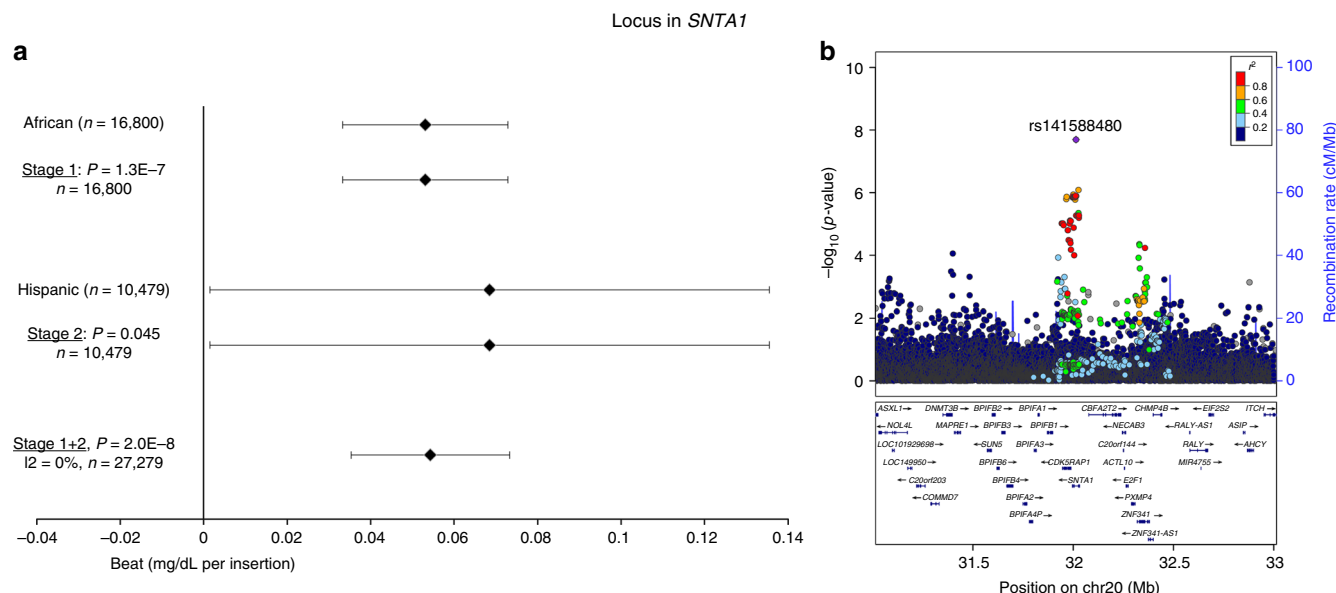 Locus in SNTA1
a
African (n = 16,800)
Stage 1: P = 1.3E–7
n = 16,800
Hispanic (n = 10,479)
Stage 2: P = 0.045
n = 10,479
Stage 1+2, P = 2.0E–8
I2 = 0%, n = 27,279
–0.04 –0.02 0 0.02 0.04 0.06 0.08 0.1 0.12 0.14
Beat (mg/dL per insertion)
b
10
8
6
4
2
0
–log10 (p-value)
100
80
60
40
20
0
Recombination rate (cM/Mb)
r2
0.8
0.6
0.4
0.2
rs141588480
ASXL1→ DNMT3B→ BPIFB2→ BPIFA1→ CBFA2T2→ CHMP4B→ ←EIF2S2 ITCH→
←NOL4L MAPRE1→ BPIFB3→ BPIFB1→ ←NECAB3 ←RALY-AS1 ASIP→
LOC101929698→ ←SUN5 BPIFA3→ C20orf144→ RALY→ ←AHCY
LOC149950→ BPIFB6→ ←CDK5RAP1 ACTL10→ MIR4755→
←C20orf203 BPIFB4→ ←SNTA1 ←E2F1
←COMMD7 BPIFA2→ ←PXMP4
BPIFA4P→ ZNF341→
←ZNF341-AS1
31.5 32 32.5 33
Position on chr20 (Mb)